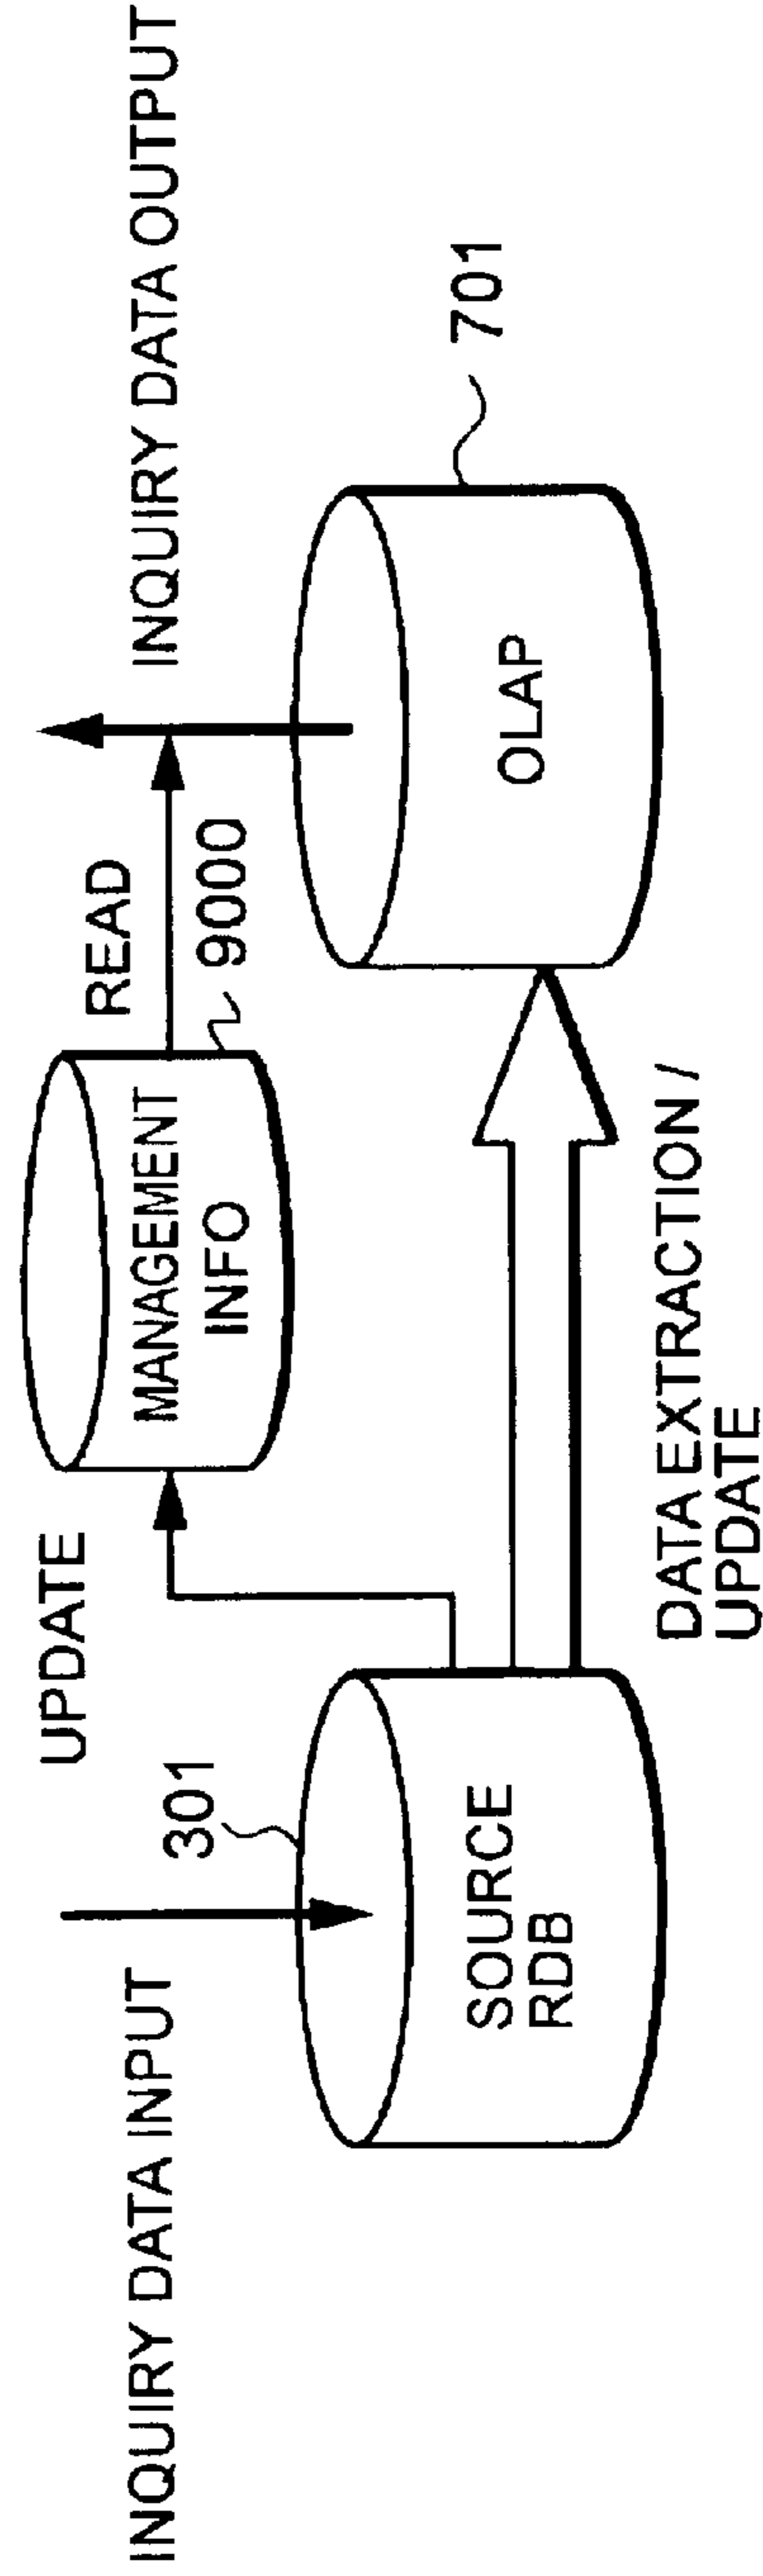 INQUIRY DATA INPUT
301
SOURCE
RDB
UPDATE
MANAGEMENT
INFO
9000
READ
DATA EXTRACTION /
UPDATE
INQUIRY DATA OUTPUT
OLAP
701